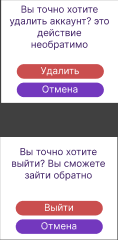 Вы точно хотите
удалить аккаунт? это
действие
необратимо
Удалить
Отмена
Вы точно хотите
выйти? Вы сможете
зайти обратно
Выйти
Отмена